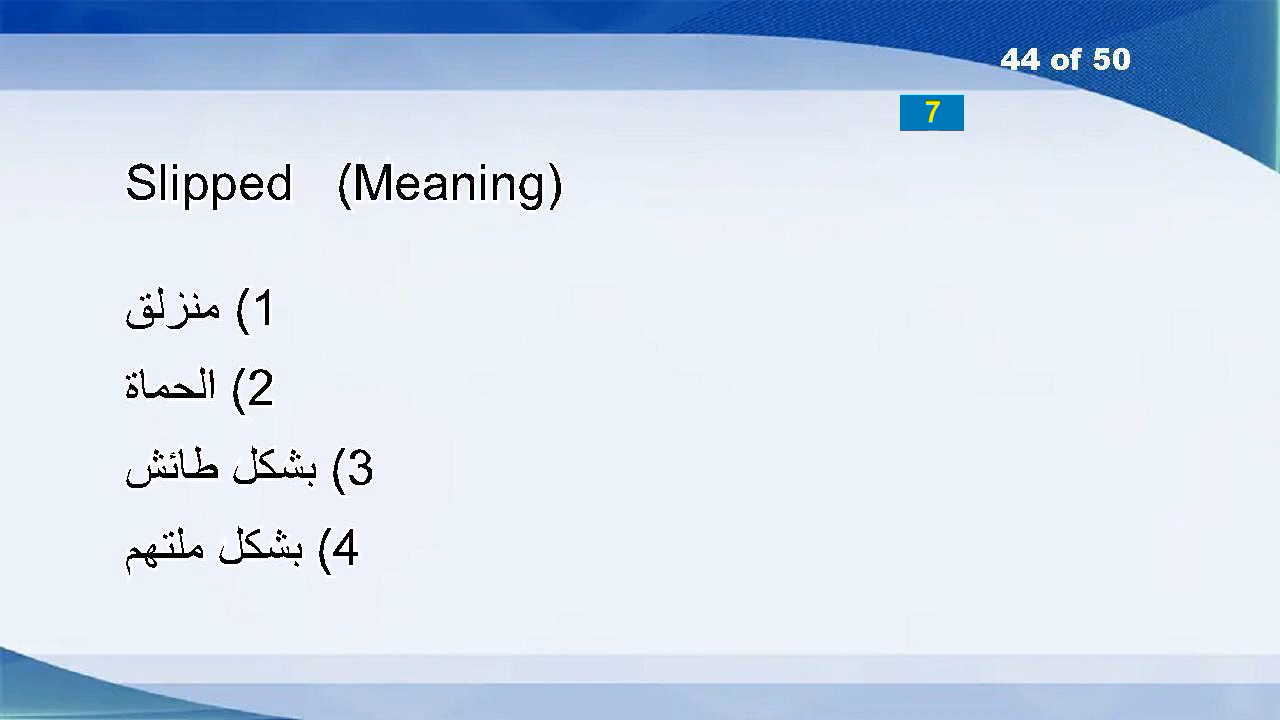 44 of 50
7
Slipped (Meaning)
1) منزلق
2) الحماة
3) بشكل طائش
4) بشكل ملتهم